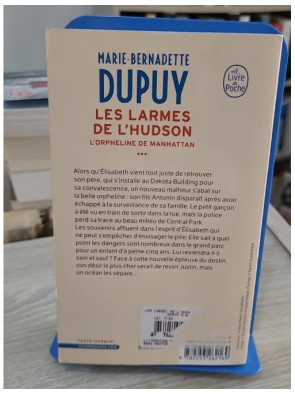 MARIE-BERNADETTE
DUPUY
Le
Livre
de
Poche
LES LARMES
DE L'HUDSON
L'ORPHELINE DE MANHATTAN
***
Alors qu'Élisabeth vient tout juste de retrouver
son père, qui s'installe au Dakota Building pour
sa convalescence, un nouveau malheur s'abat sur
la belle orpheline : son fils Antonin disparaît après avoir
échappé à la surveillance de sa famille. Le petit garçon
a été vu en train de sortir dans la rue, mais la police
perd sa trace au beau milieu de Central Park.
Les souvenirs affluent dans l'esprit d'Élisabeth qui
ne peut s'empêcher d'envisager le pire. Elle sait à quel
point les dangers sont nombreux dans le grand parc
pour un enfant d'à peine cinq ans. Lui reviendra-t-il
sain et sauf ? Face à cette nouvelle épreuve du destin,
son désir le plus cher serait de revoir Justin, mais
un océan les sépare...
texte intégral